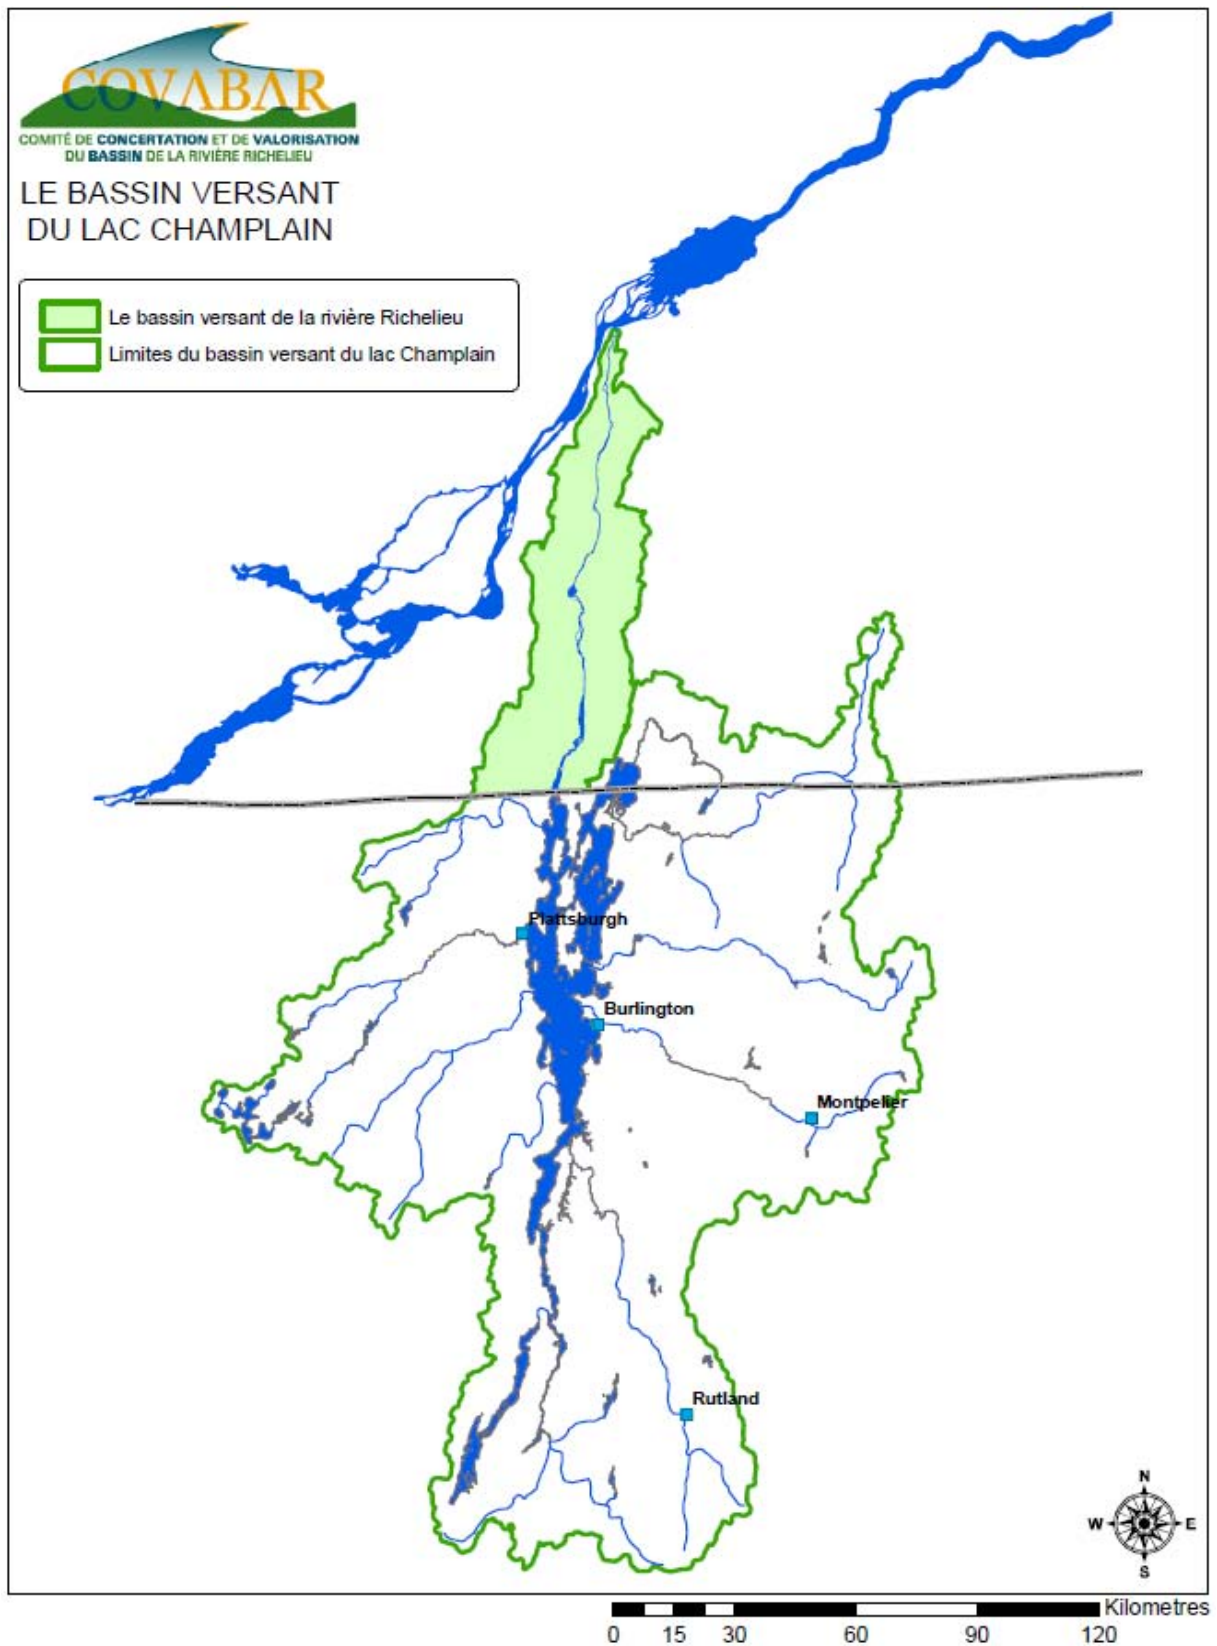 COVABAR
COMITÉ DE CONCERTATION ET DE VALORISATION
DU BASSIN DE LA RIVIÈRE RICHELIEU
LE BASSIN VERSANT
DU LAC CHAMPLAIN
Le bassin versant de la rivière Richelieu
Limites du bassin versant du lac Champlain
Plattsburgh
Burlington
Montpelier
Rutland
N
W E
S
Kilometres
0 15 30 60 90 120